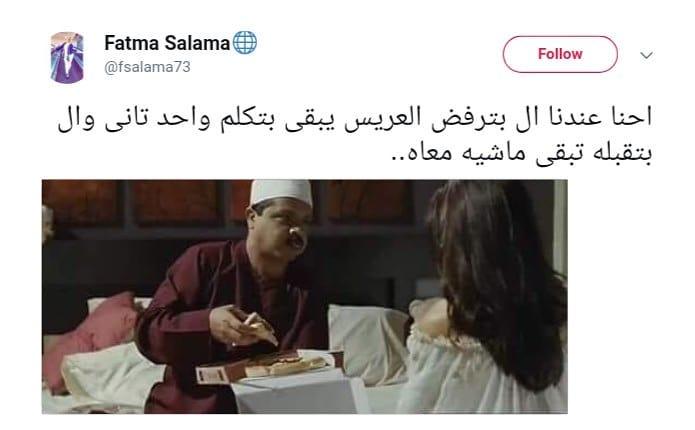 Fatma Salama
@fsalama73
Follow
احنا عندنا ال بترفض العريس يبقى بتكلم واحد تانى وال
بتقبله تبقى ماشيه معاه..